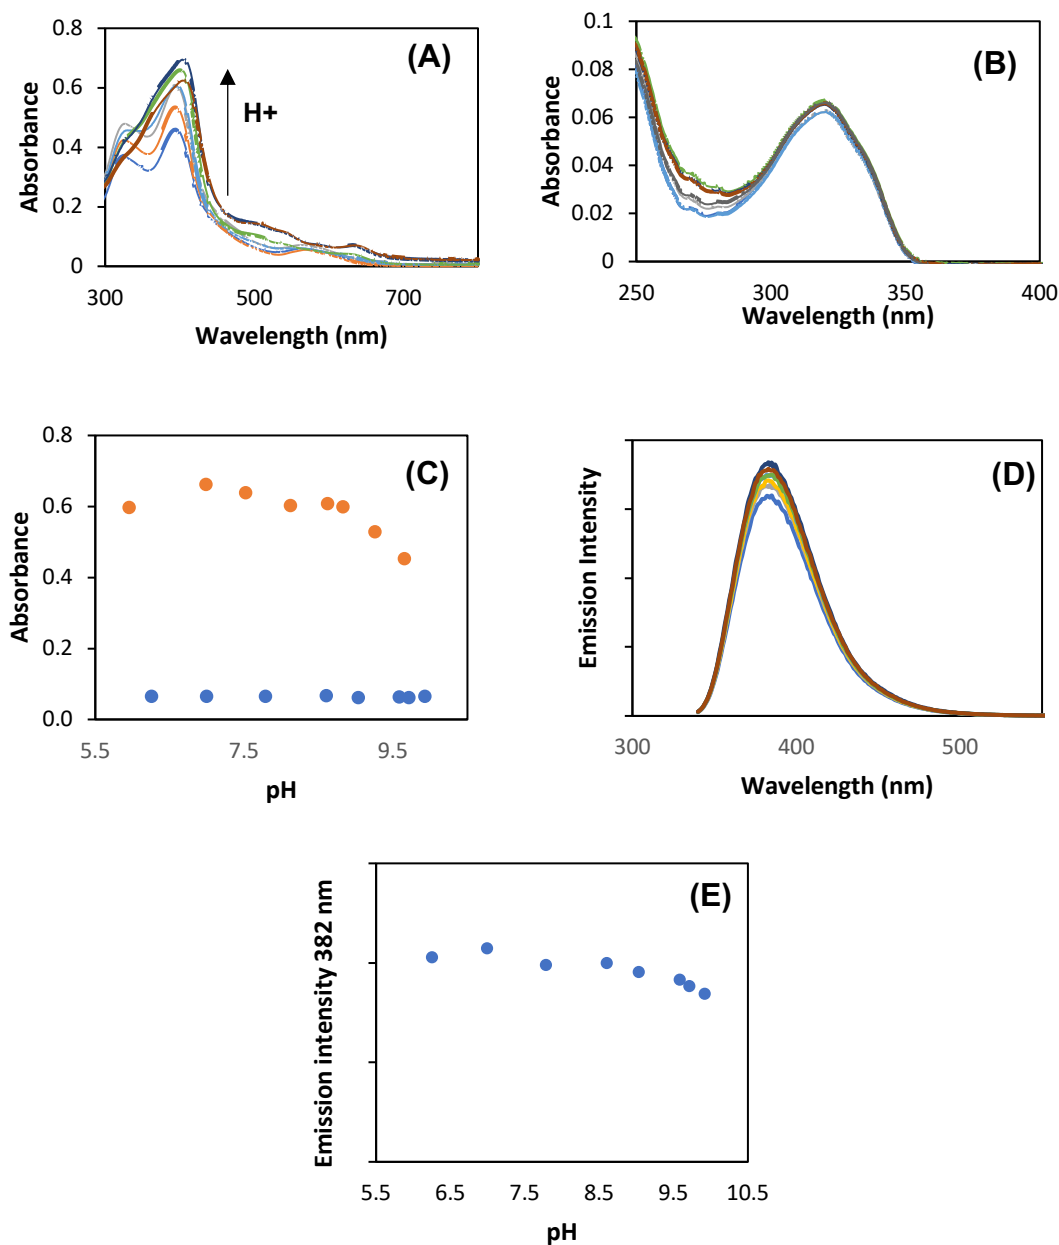 0.8
(A)
0.6
H+
Absorbance
0.4
0.2
0
300
500
700
Wavelength (nm)
0.1
(B)
0.08
0.06
Absorbance
0.04
0.02
0
250
300
350
400
Wavelength (nm)
0.8
(C)
0.6
Absorbance
0.4
0.2
0.0
5.5
7.5
9.5
pH
(D)
Emission Intensity
300
400
500
Wavelength (nm)
(E)
Emission intensity 382 nm
5.5
6.5
7.5
8.5
9.5
10.5
pH